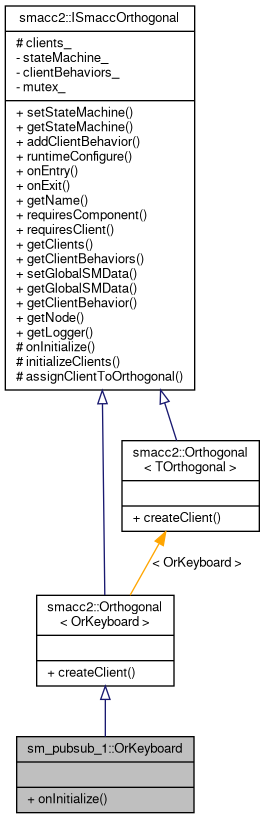 smacc2::ISmaccOrthogonal
# clients_
- stateMachine_
- clientBehaviors_
- mutex_
+ setStateMachine()
+ getStateMachine()
+ addClientBehavior()
+ runtimeConfigure()
+ onEntry()
+ onExit()
+ getName()
+ requiresComponent()
+ requiresClient()
+ getClients()
+ getClientBehaviors()
+ setGlobalSMData()
+ getGlobalSMData()
+ getClientBehavior()
+ getNode()
+ getLogger()
# onInitialize()
# initializeClients()
# assignClientToOrthogonal()
smacc2::Orthogonal
< TOrthogonal >
+ createClient()
< OrKeyboard >
smacc2::Orthogonal
< OrKeyboard >
+ createClient()
sm_pubsub_1::OrKeyboard
+ onInitialize()